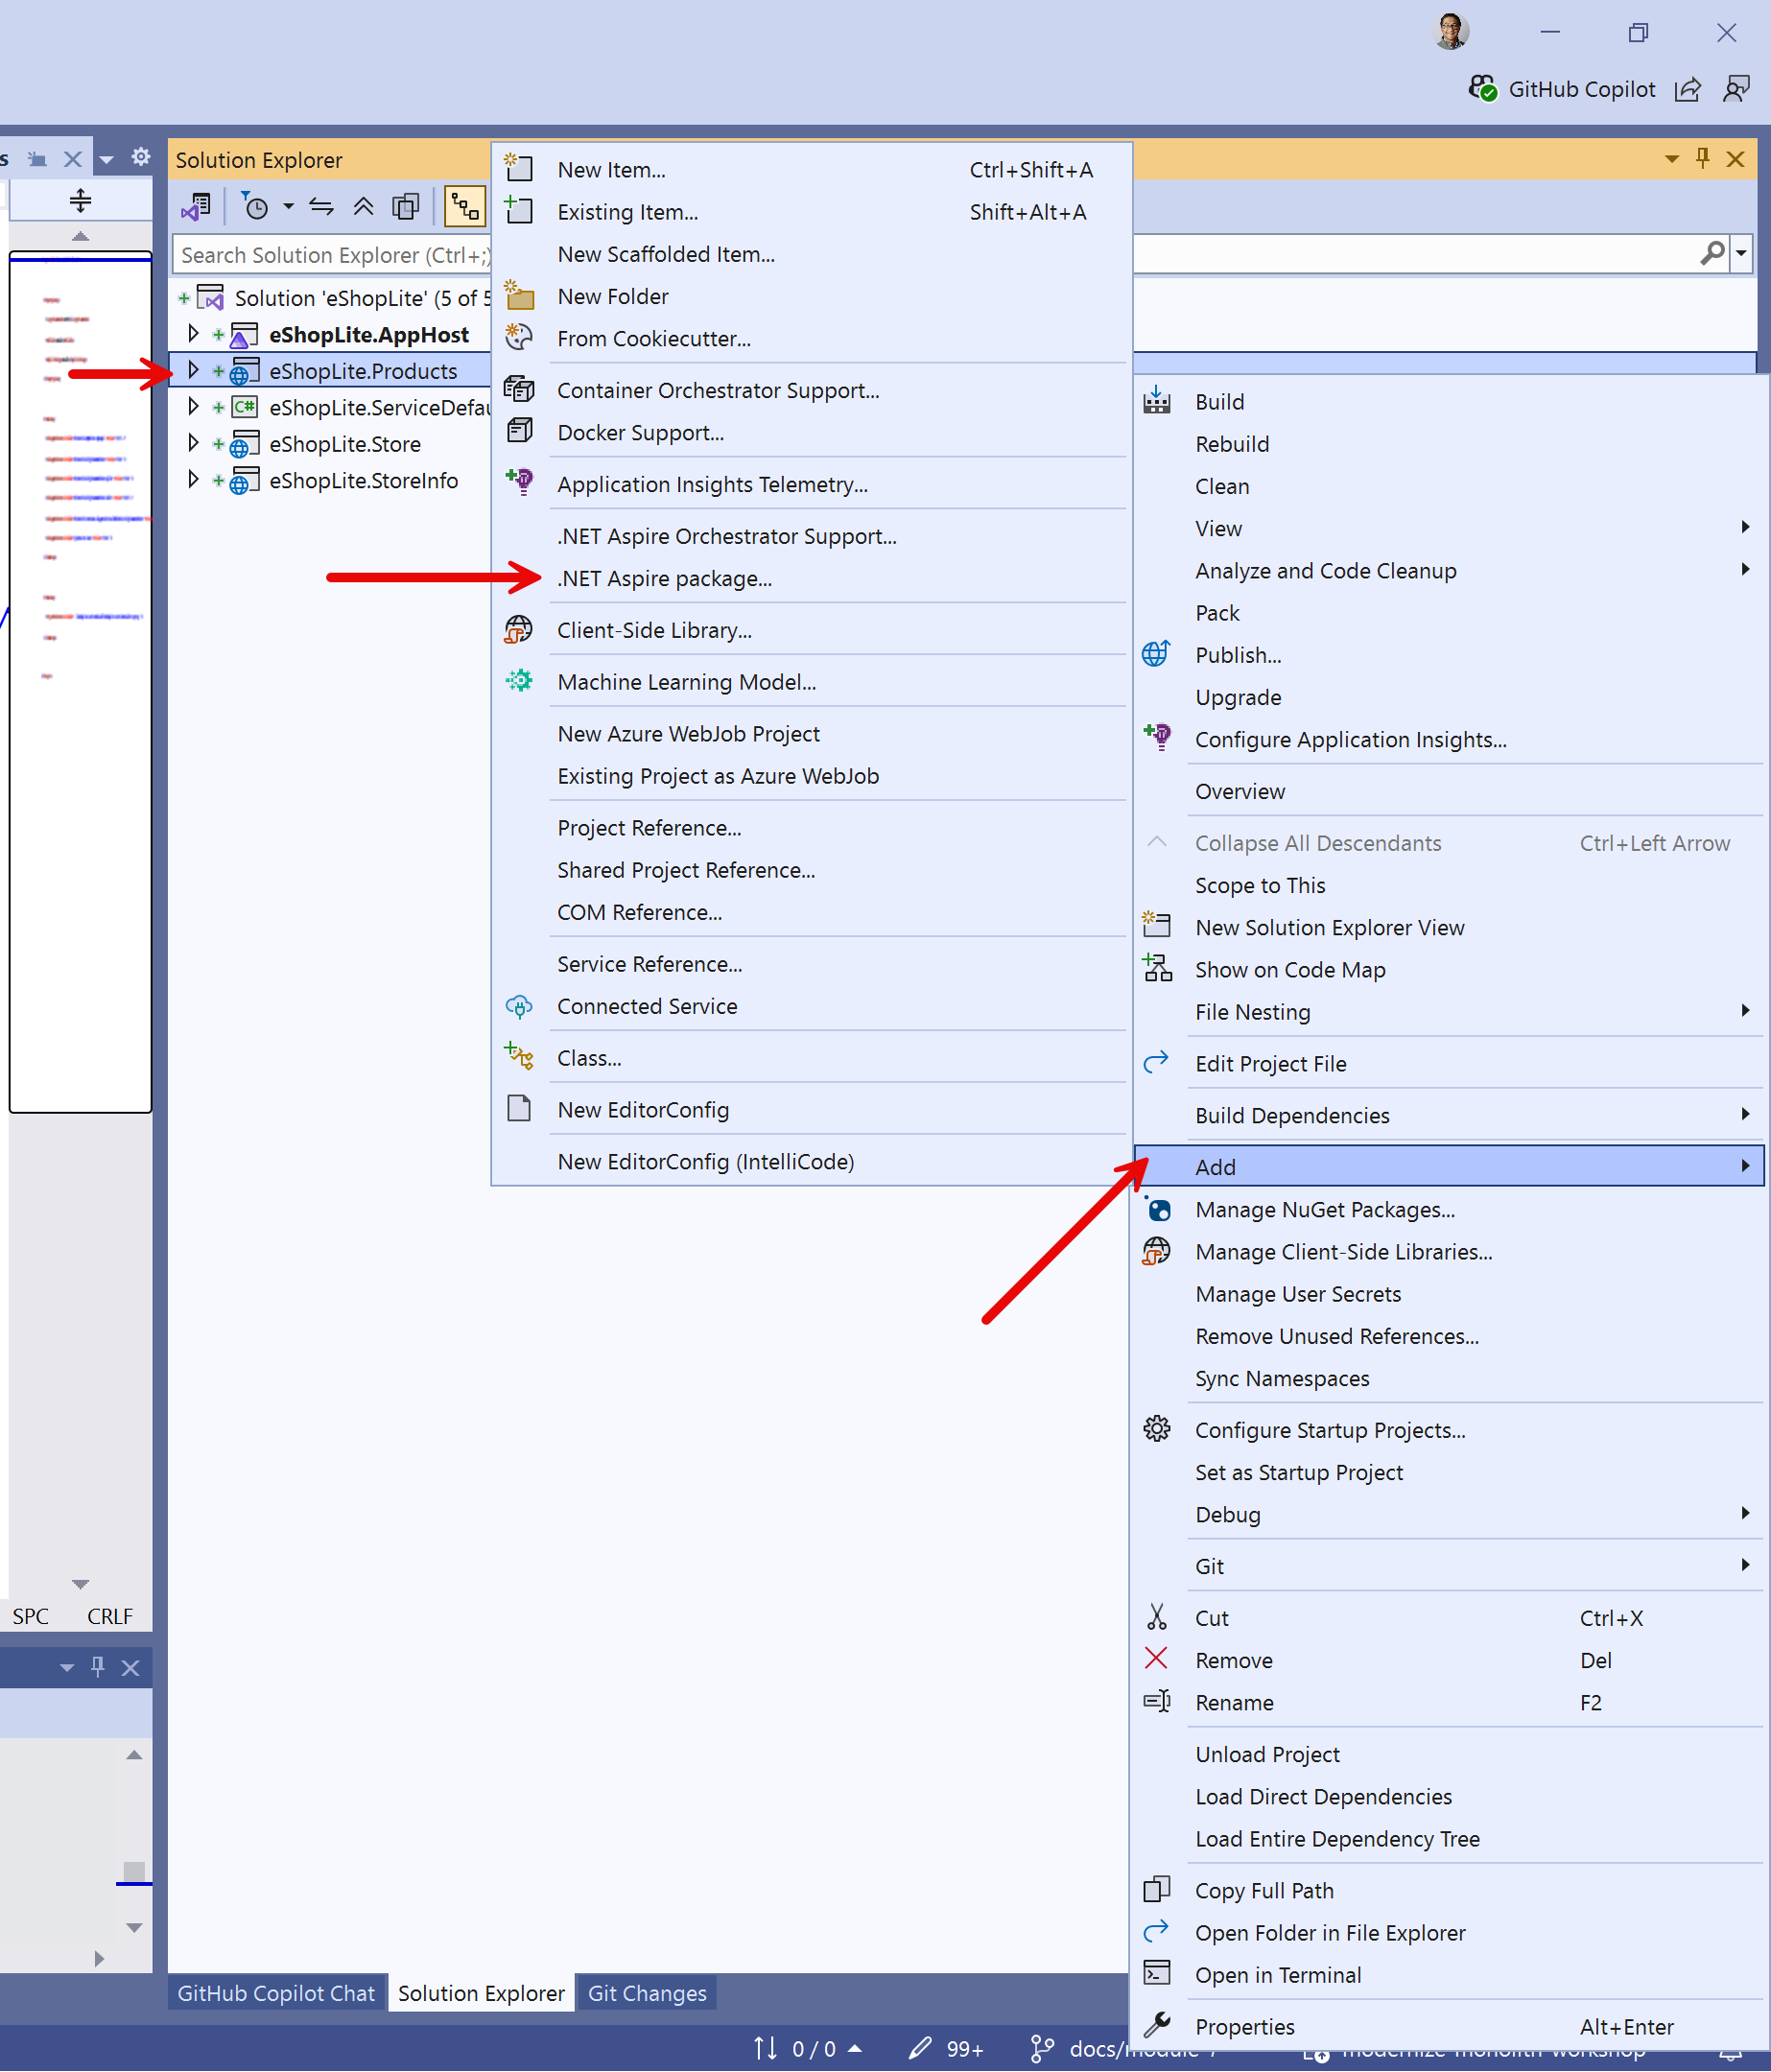 GitHub Copilot
s
Solution Explorer
Search Solution Explorer (Ctrl+;)
Solution 'eShopLite' (5 of 5
eShopLite.AppHost
eShopLite.Products
eShopLite.ServiceDefau
eShopLite.Store
eShopLite.StoreInfo
New Item... Ctrl+Shift+A
Existing Item... Shift+Alt+A
New Scaffolded Item...
New Folder
From Cookiecutter...
Container Orchestrator Support...
Docker Support...
Application Insights Telemetry...
.NET Aspire Orchestrator Support...
.NET Aspire package...
Client-Side Library...
Machine Learning Model...
New Azure WebJob Project
Existing Project as Azure WebJob
Project Reference...
Shared Project Reference...
COM Reference...
Service Reference...
Connected Service
Class...
New EditorConfig
New EditorConfig (IntelliCode)
Build
Rebuild
Clean
View
Analyze and Code Cleanup
Pack
Publish...
Upgrade
Configure Application Insights...
Overview
Collapse All Descendants Ctrl+Left Arrow
Scope to This
New Solution Explorer View
Show on Code Map
File Nesting
Edit Project File
Build Dependencies
Add
Manage NuGet Packages...
Manage Client-Side Libraries...
Manage User Secrets
Remove Unused References...
Sync Namespaces
Configure Startup Projects...
Set as Startup Project
Debug
Git
Cut Ctrl+X
Remove Del
Rename F2
Unload Project
Load Direct Dependencies
Load Entire Dependency Tree
Copy Full Path
Open Folder in File Explorer
Open in Terminal
Properties Alt+Enter
SPC CRLF
GitHub Copilot Chat Solution Explorer Git Changes
0 / 0 99+ docs/module-7 modernize-monolith-workshop